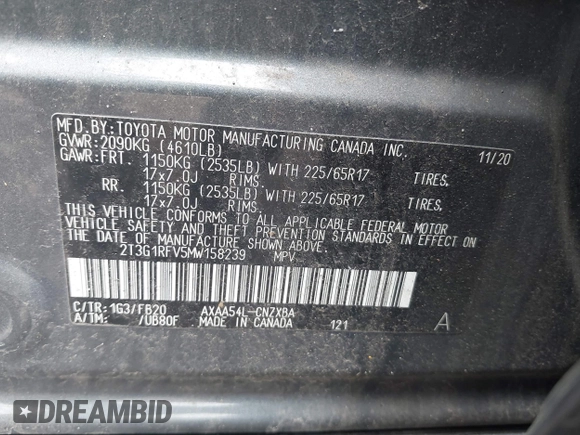 MFD.BY:TOYOTA MOTOR MANUFACTURING CANADA INC.
GVWR:2090KG (4610LB) 11/20
GAWR:FRT. 1150KG (2535LB) WITH 225/65R17 TIRES.
17x7.0J RIMS.
RR. 1150KG (2535LB) WITH 225/65R17 TIRES.
17x7.0J RIMS.
THIS VEHICLE CONFORMS TO ALL APPLICABLE FEDERAL MOTOR
VEHICLE SAFETY AND THEFT PREVENTION STANDARDS IN EFFECT ON
THE DATE OF MANUFACTURE SHOWN ABOVE.
2T3G1RFV5MW158239 MPV
C/TR:1G3/FB20 AXAA54L-CNZXBA
A/TM: /UB80F MADE IN CANADA 121 A
DREAMBID